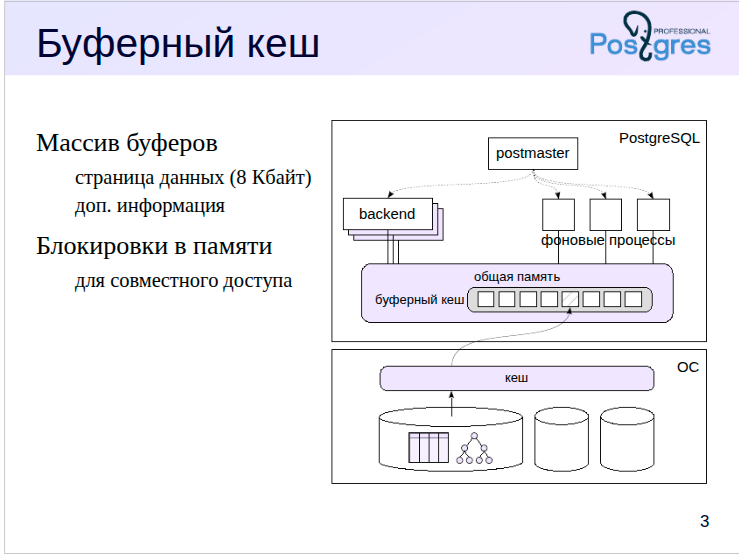 Буферный кеш
PROFESSIONAL
Postgres
Массив буферов
страница данных (8 Кбайт)
доп. информация
Блокировки в памяти
для совместного доступа
PostgreSQL
postmaster
backend
фоновые процессы
общая память
буферный кеш
ОС
кеш
3